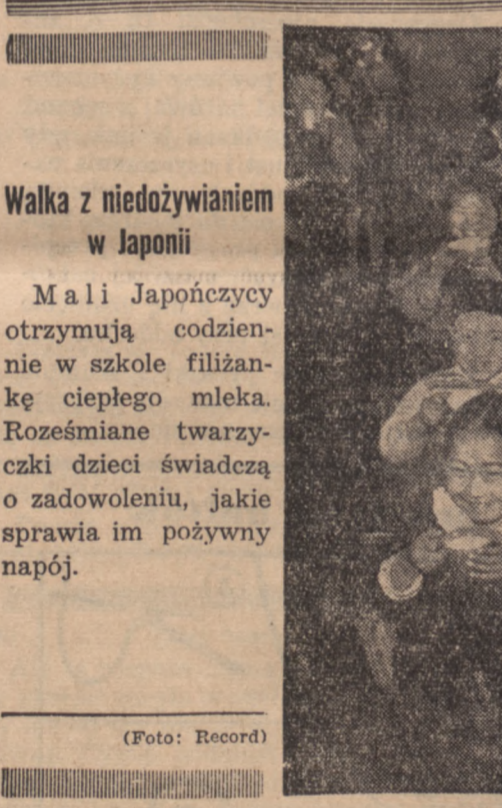 Walka z niedożywianiem
w Japonii
Mali Japończycy
otrzymują codzien-
nie w szkole filiżan-
kę ciepłego mleka.
Roześmiane twarzy-
czki dzieci świadczą
o zadowoleniu, jakie
sprawia im pożywny
napój.
(Foto: Record)